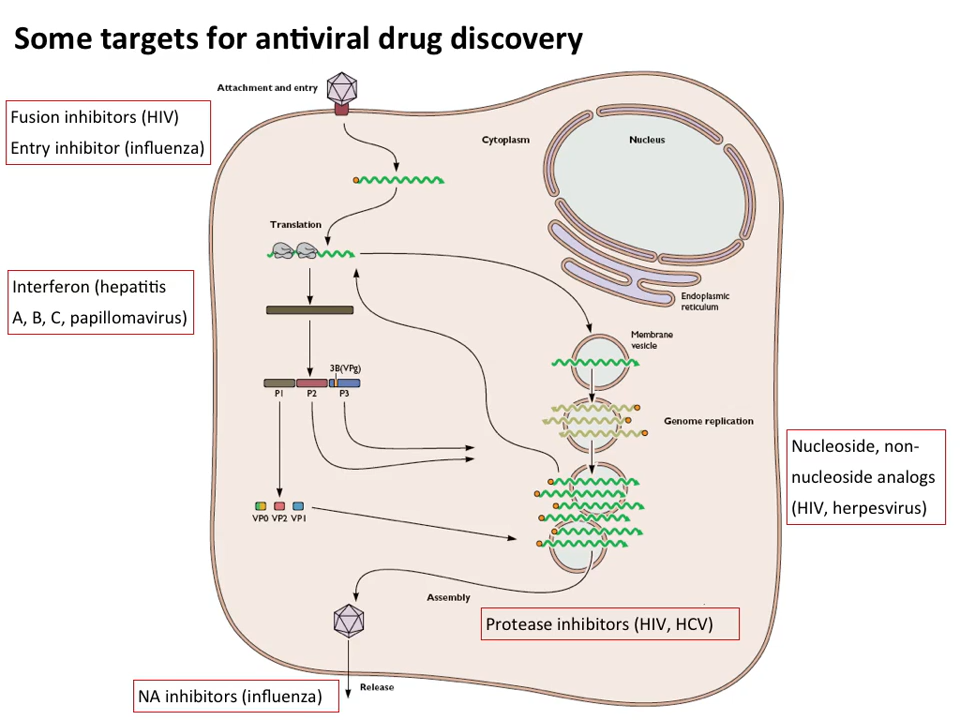 Some targets for antiviral drug discovery
Attachment and entry
Fusion inhibitors (HIV)
Entry inhibitor (influenza)
Cytoplasm
Nucleus
Translation
Interferon (hepatitis
A, B, C, papillomavirus)
Endoplasmic
reticulum
Membrane
vesicle
3B(VPg)
P1
P2
P3
Genome replication
Nucleoside, non-
nucleoside analogs
(HIV, herpesvirus)
VP0 VP2 VP1
Assembly
Protease inhibitors (HIV, HCV)
Release
NA inhibitors (influenza)